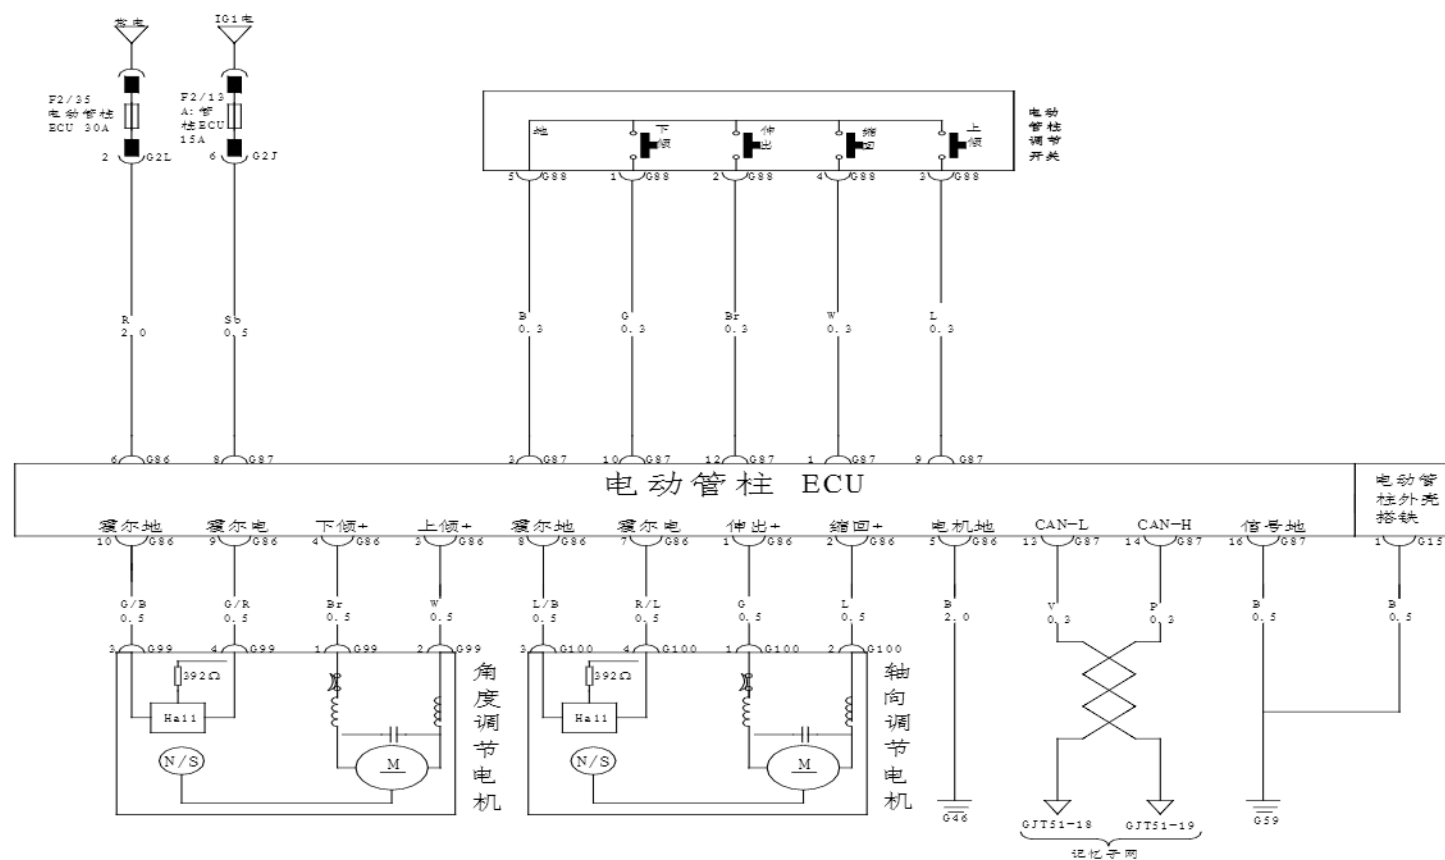 常电
IG1电
F2/35
电动管柱
ECU 30A
F2/13
A:管
柱ECU
15A
2 G2L
6 G2J
地
下倾
伸出
缩回
上倾
电动
管柱
调节
开关
5 G88
1 G88
2 G88
4 G88
3 G88
R
2.0
Sb
0.5
B
0.3
G
0.3
Br
0.3
W
0.3
L
0.3
6 G86
8 G87
3 G87
10 G87
12 G87
1 G87
9 G87
电动管柱 ECU
电动管
柱外壳
搭铁
霍尔地
霍尔电
下倾+
上倾+
霍尔地
霍尔电
伸出+
缩回+
电机地
CAN-L
CAN-H
信号地
10 G86
9 G86
4 G86
3 G86
8 G86
7 G86
1 G86
2 G86
5 G86
13 G87
14 G87
16 G87
1 G15
G/B
0.5
G/R
0.5
Br
0.5
W
0.5
L/B
0.5
R/L
0.5
G
0.5
L
0.5
B
2.0
V
0.3
P
0.3
B
0.5
B
0.5
3 G99
4 G99
1 G99
2 G99
3 G100
4 G100
1 G100
2 G100
392Ω
Hall
N/S
M
角度调节电机
392Ω
Hall
N/S
M
轴向调节电机
G46
GJT51-18
GJT51-19
G59
记忆子网